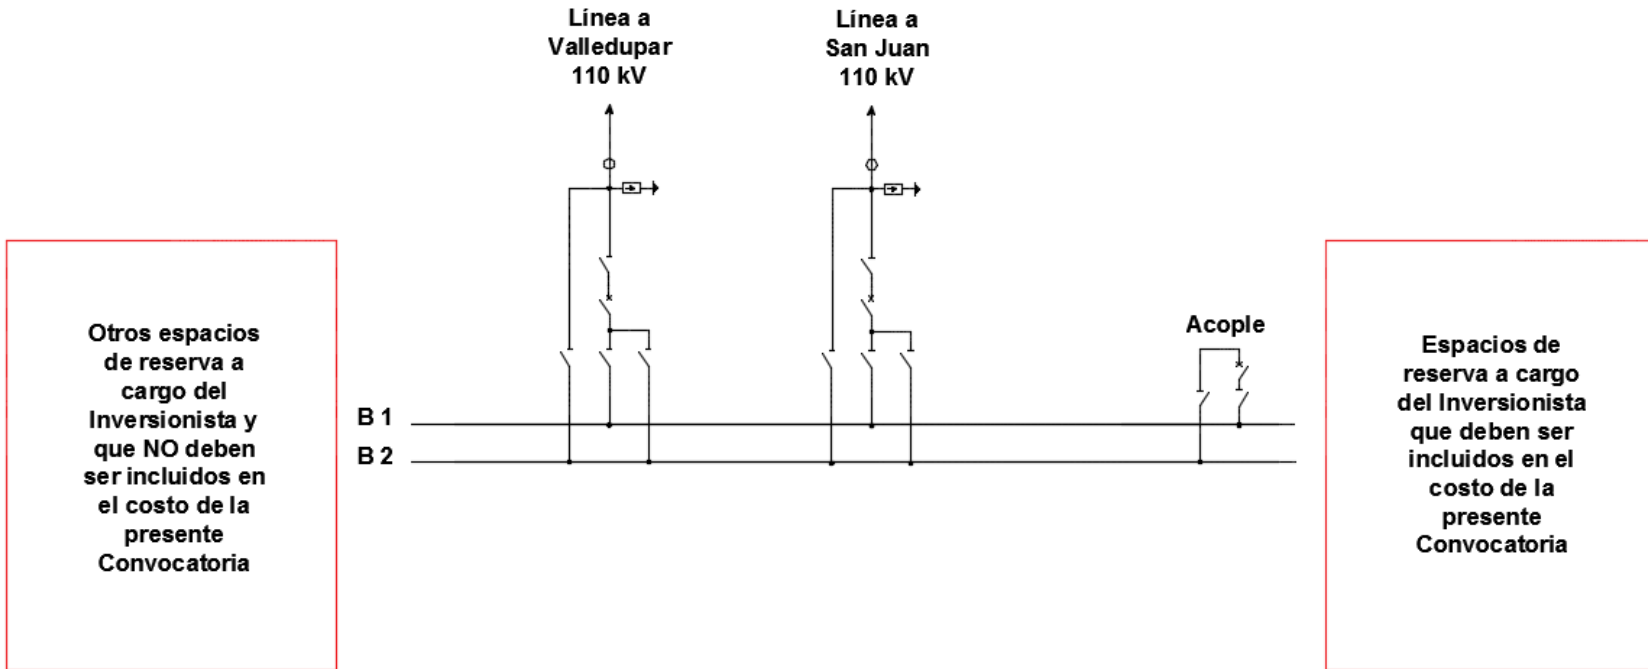 Línea a
Valledupar
110 kV
Línea a
San Juan
110 kV
Otros espacios
de reserva a
cargo del
Inversionista y
que NO deben
ser incluidos en
el costo de la
presente
Convocatoria
B 1
B 2
Acople
Espacios de
reserva a cargo
del Inversionista
que deben ser
incluidos en el
costo de la
presente
Convocatoria